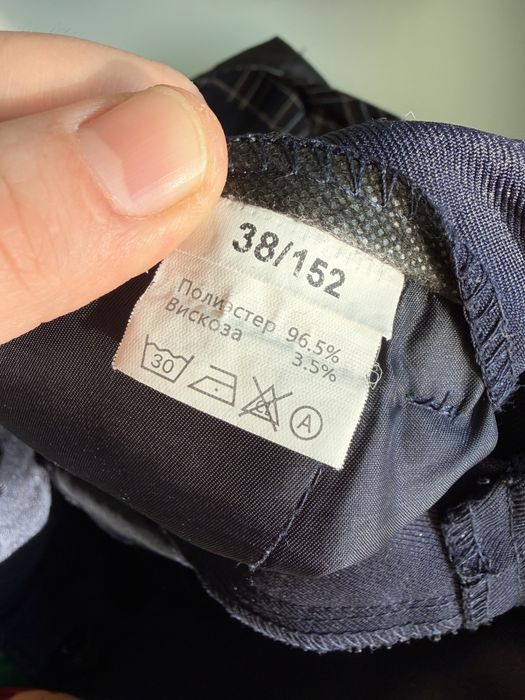 38/152
Полиэстер 96.5%
Вискоза 3.5%
30 A